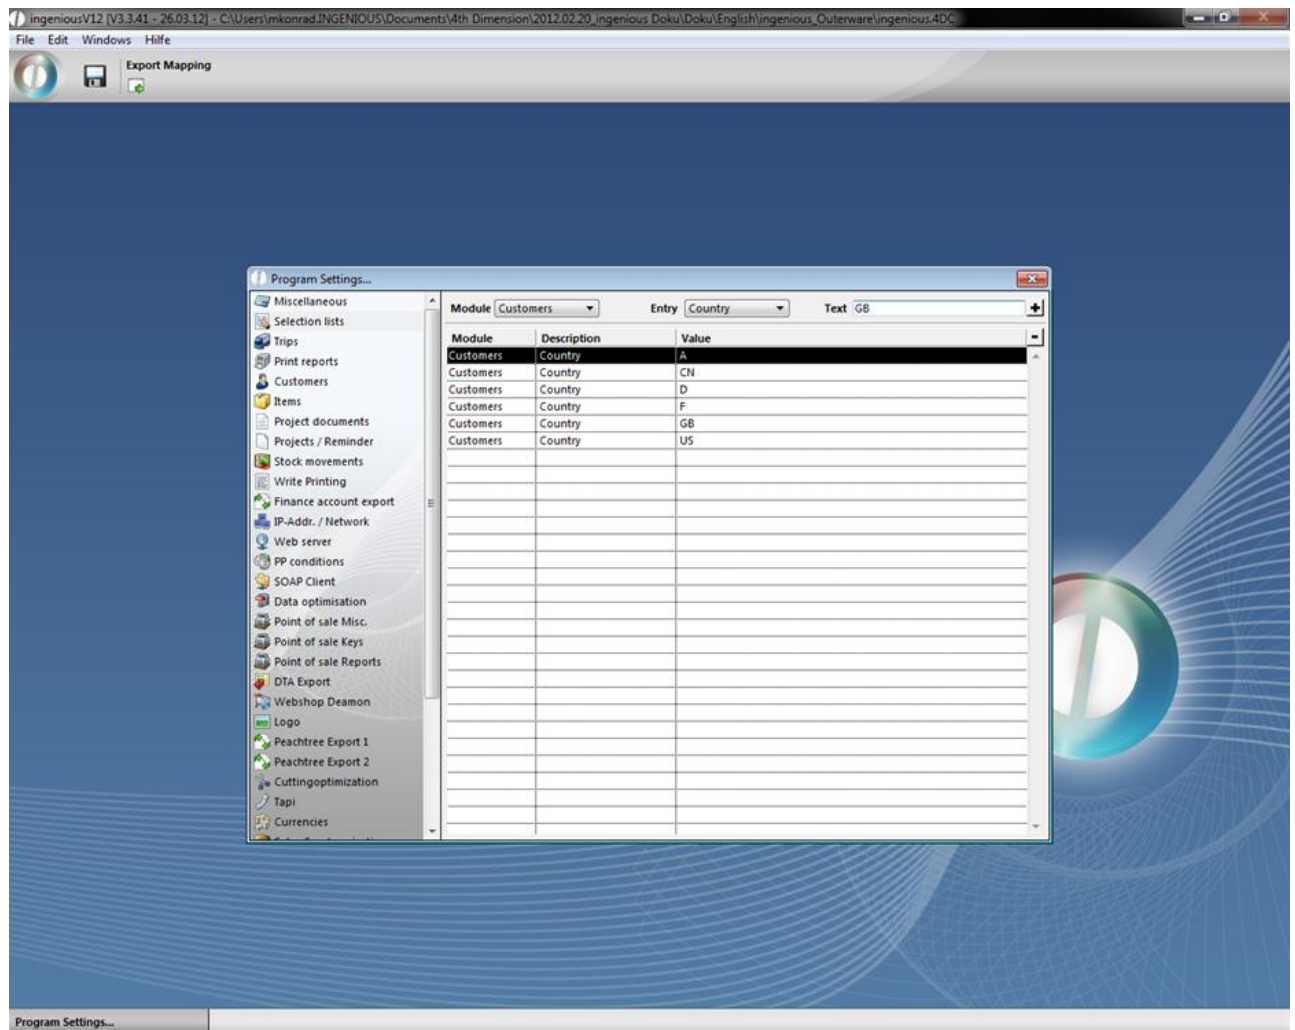 ingeniousV12 [V3.3.41 - 26.03.12] - C:\Users\mkonrad.INGENIOUS\Documents\4th Dimension\2012.02.20_ingenious Doku\Doku\English\ingenious_Outerware\ingenious.4DC
File Edit Windows Hilfe
Export Mapping
Program Settings...
Miscellaneous
Selection lists
Trips
Print reports
Customers
Items
Project documents
Projects / Reminder
Stock movements
Write Printing
Finance account export
IP-Addr. / Network
Web server
PP conditions
SOAP Client
Data optimisation
Point of sale Misc.
Point of sale Keys
Point of sale Reports
DTA Export
Webshop Deamon
Logo
Peachtree Export 1
Peachtree Export 2
Cuttingoptimization
Tapi
Currencies
Module Customers Entry Country Text GB
Module Description Value
Customers Country A
Customers Country CN
Customers Country D
Customers Country F
Customers Country GB
Customers Country US
Program Settings...